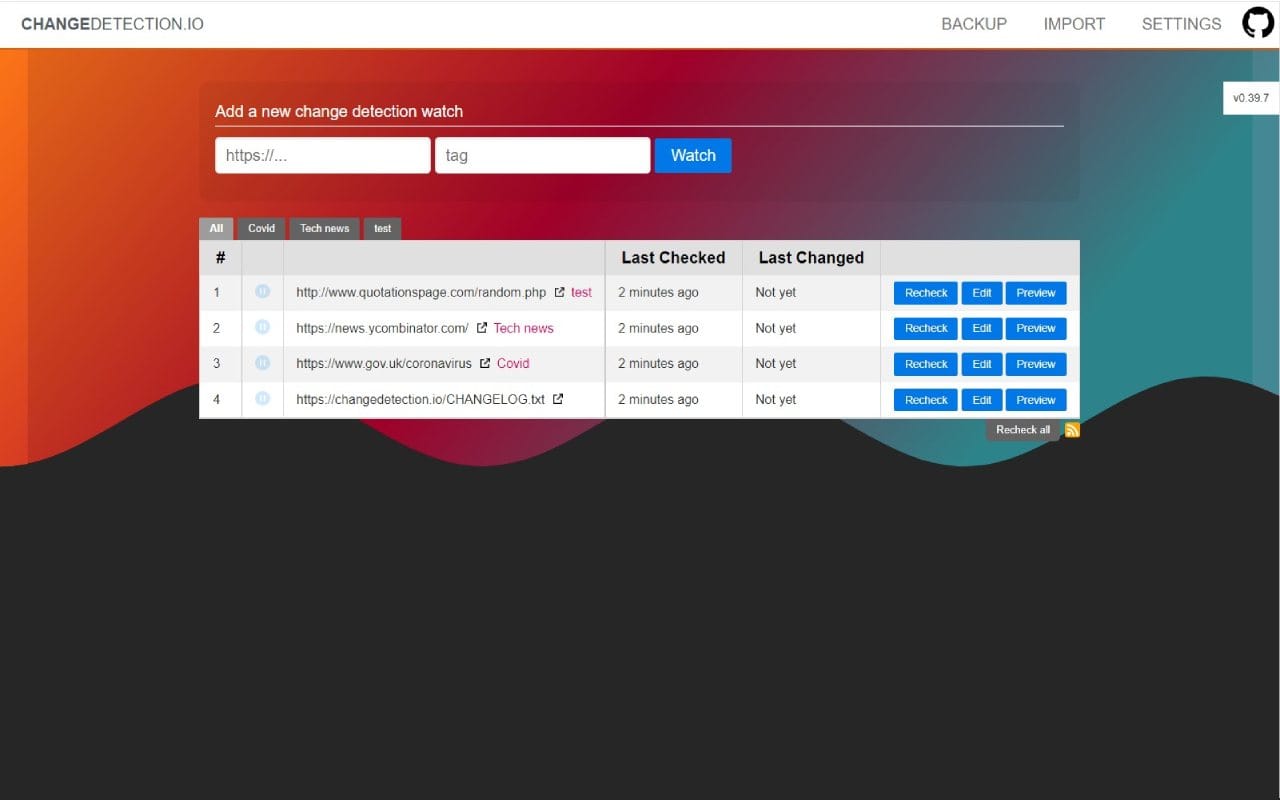 CHANGEDETECTION.IO BACKUP IMPORT SETTINGS
v0.39.7
Add a new change detection watch
https://... tag Watch
All Covid Tech news test
# Last Checked Last Changed
1 http://www.quotationspage.com/random.php test 2 minutes ago Not yet Recheck Edit Preview
2 https://news.ycombinator.com/ Tech news 2 minutes ago Not yet Recheck Edit Preview
3 https://www.gov.uk/coronavirus Covid 2 minutes ago Not yet Recheck Edit Preview
4 https://changedetection.io/CHANGELOG.txt 2 minutes ago Not yet Recheck Edit Preview
Recheck all